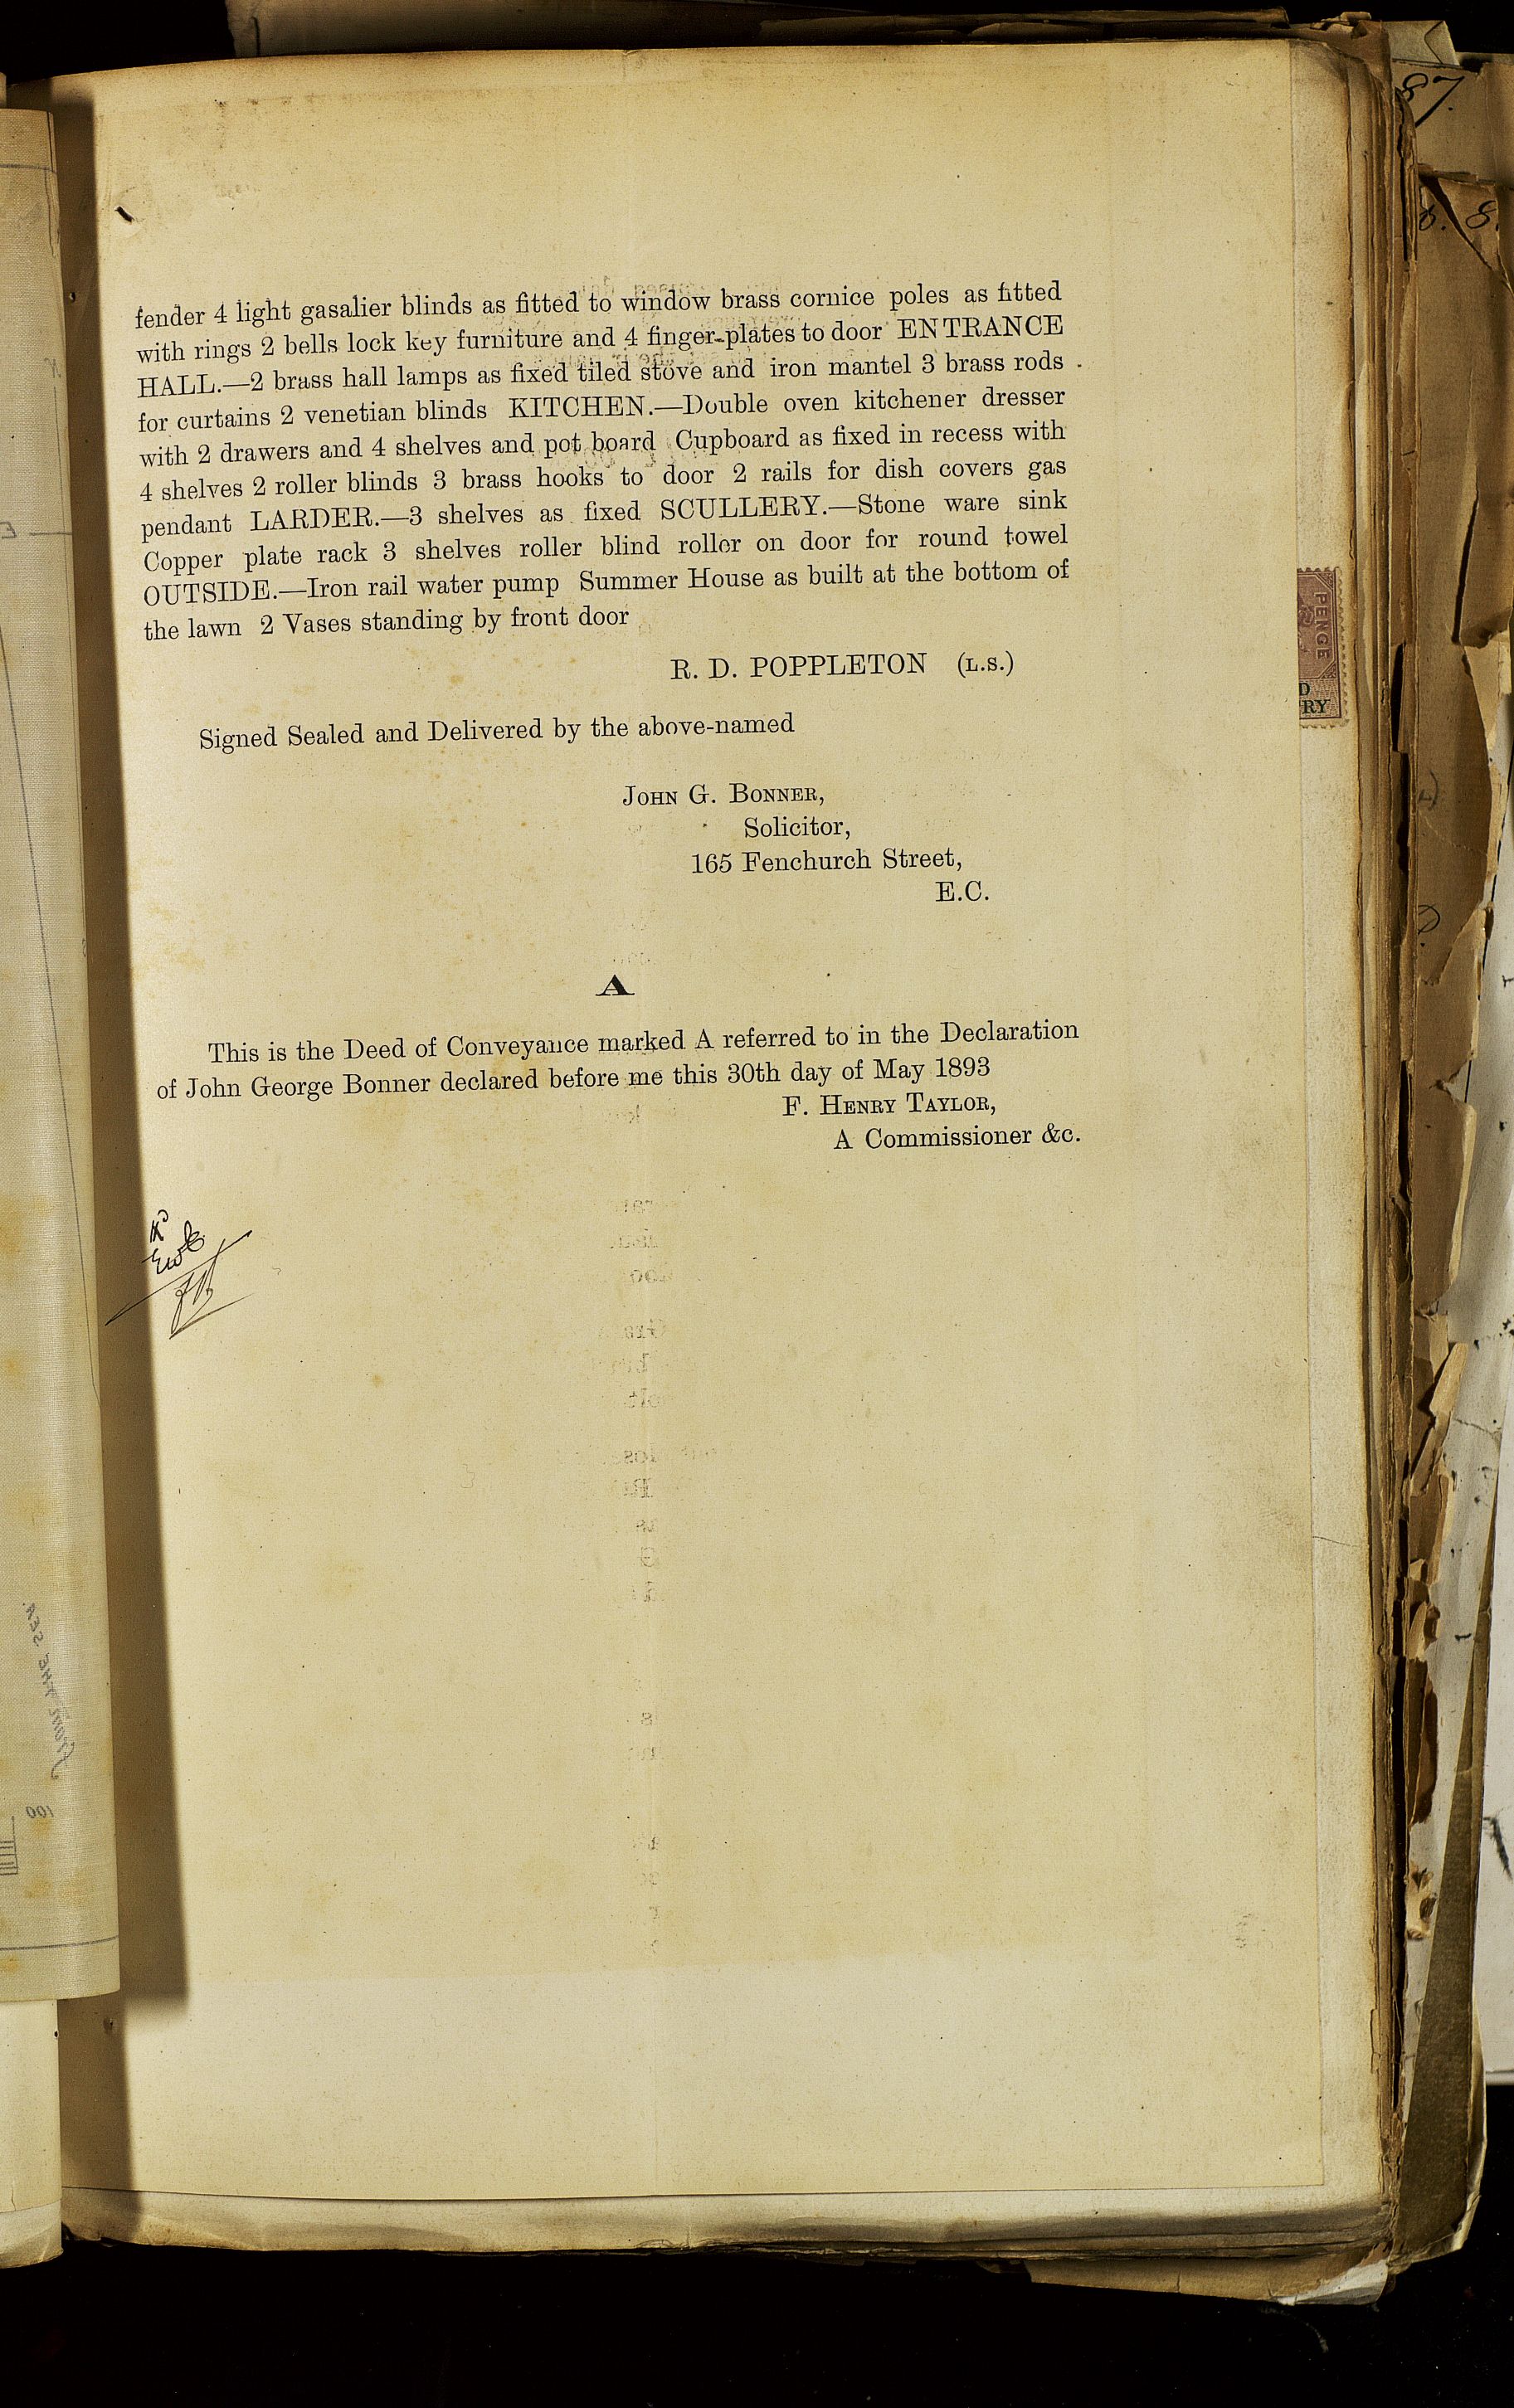 fender 4 light gasalier blinds as fitted to window brass cornice poles as fitted
with rings 2 bells lock key furniture and 4 finger-plates to door ENTRANCE
HALL.—2 brass hall lamps as fixed tiled stove and iron mantel 3 brass rods
for curtains 2 venetian blinds KITCHEN.—Double oven kitchener dresser
with 2 drawers and 4 shelves and pot board Cupboard as fixed in recess with
4 shelves 2 roller blinds 3 brass hooks to door 2 rails for dish covers gas
pendant LARDER.—3 shelves as fixed SCULLERY.—Stone ware sink
Copper plate rack 3 shelves roller blind roller on door for round towel
OUTSIDE.—Iron rail water pump Summer House as built at the bottom of
the lawn 2 Vases standing by front door
R. D. POPPLETON (L.S.)
Signed Sealed and Delivered by the above-named
JOHN G. BONNER,
Solicitor,
165 Fenchurch Street,
E.C.
A
This is the Deed of Conveyance marked A referred to in the Declaration
of John George Bonner declared before me this 30th day of May 1893
F. HENRY TAYLOR,
A Commissioner &c.
PENCE
D
RY
87.
8.
100